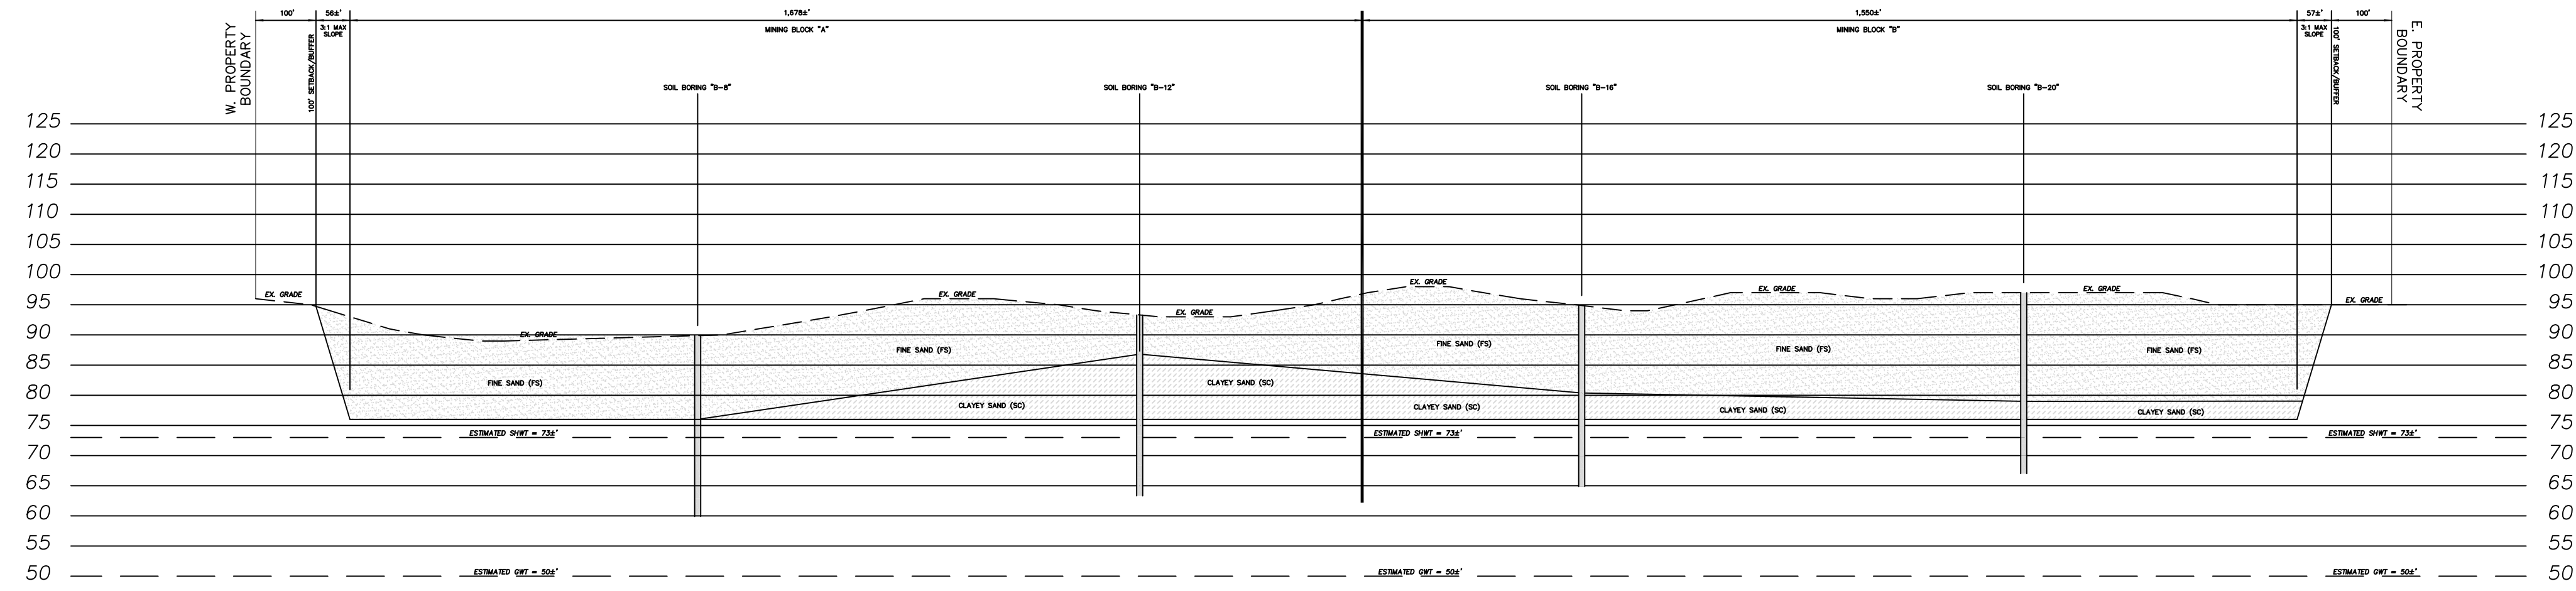 100'
56±'
1,678±'
1,550±'
57±'
100'
3:1 MAX
SLOPE
MINING BLOCK "A"
MINING BLOCK "B"
3:1 MAX
SLOPE
W. PROPERTY
BOUNDARY
100' SETBACK/BUFFER
100' SETBACK/BUFFER
E. PROPERTY
BOUNDARY
SOIL BORING "B-8"
SOIL BORING "B-12"
SOIL BORING "B-16"
SOIL BORING "B-20"
125
125
120
120
115
115
110
110
105
105
100
100
EX. GRADE
EX. GRADE
EX. GRADE
EX. GRADE
EX. GRADE
EX. GRADE
95
95
EX. GRADE
EX. GRADE
90
90
FINE SAND (FS)
FINE SAND (FS)
FINE SAND (FS)
FINE SAND (FS)
85
85
FINE SAND (FS)
CLAYEY SAND (SC)
80
80
CLAYEY SAND (SC)
CLAYEY SAND (SC)
CLAYEY SAND (SC)
CLAYEY SAND (SC)
75
75
ESTIMATED SHWT = 73±'
ESTIMATED SHWT = 73±'
ESTIMATED SHWT = 73±'
70
70
65
65
60
60
55
55
50
ESTIMATED GWT = 50±'
ESTIMATED GWT = 50±'
ESTIMATED GWT = 50±'
50